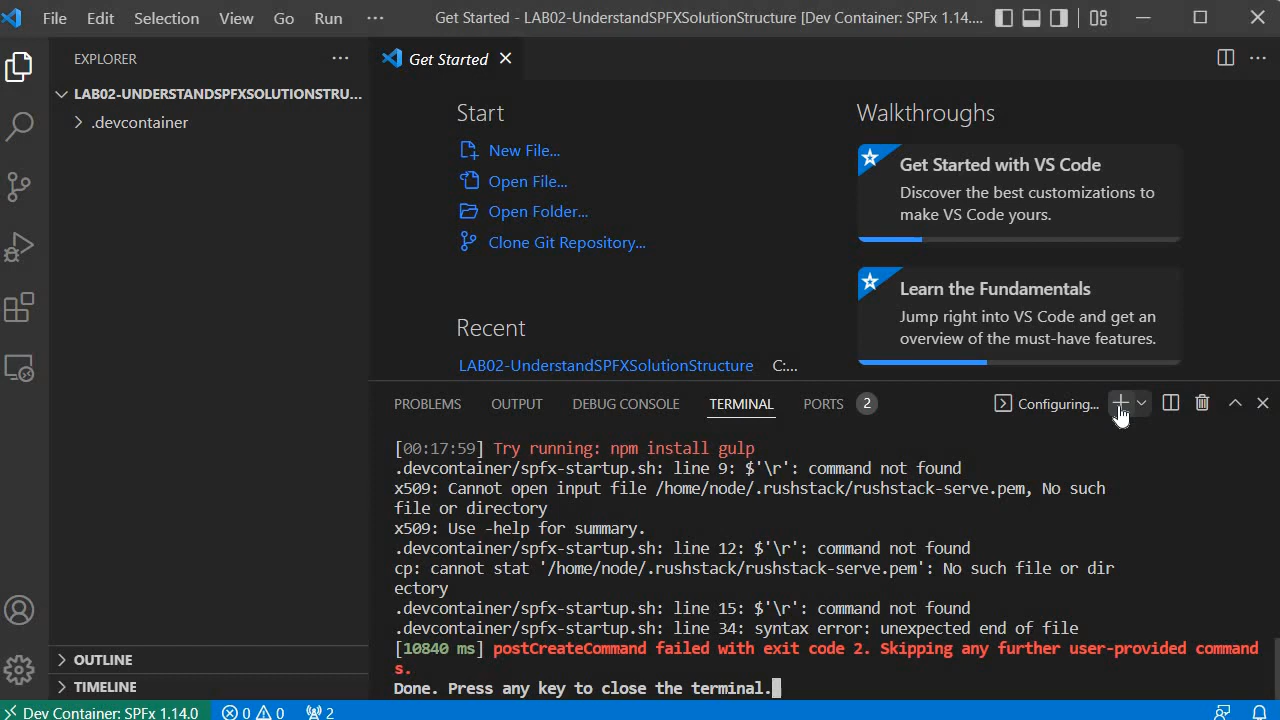 File Edit Selection View Go Run ··· Get Started - LAB02-UnderstandSPFXSolutionStructure [Dev Container: SPFx 1.14....
EXPLORER ···
LAB02-UNDERSTANDSPFXSOLUTIONSTRU...
.devcontainer
OUTLINE
TIMELINE
Get Started
Start
New File...
Open File...
Open Folder...
Clone Git Repository...
Recent
LAB02-UnderstandSPFXSolutionStructure C:...
Walkthroughs
Get Started with VS Code
Discover the best customizations to
make VS Code yours.
Learn the Fundamentals
Jump right into VS Code and get an
overview of the must-have features.
PROBLEMS OUTPUT DEBUG CONSOLE TERMINAL PORTS 2 Configuring...
[00:17:59] Try running: npm install gulp
.devcontainer/spfx-startup.sh: line 9: $'\r': command not found
x509: Cannot open input file /home/node/.rushstack/rushstack-serve.pem, No such
file or directory
x509: Use -help for summary.
.devcontainer/spfx-startup.sh: line 12: $'\r': command not found
cp: cannot stat '/home/node/.rushstack/rushstack-serve.pem': No such file or dir
ectory
.devcontainer/spfx-startup.sh: line 15: $'\r': command not found
.devcontainer/spfx-startup.sh: line 34: syntax error: unexpected end of file
[10840 ms] postCreateCommand failed with exit code 2. Skipping any further user-provided command
s.
Done. Press any key to close the terminal.
Dev Container: SPFx 1.14.0 0 0 2